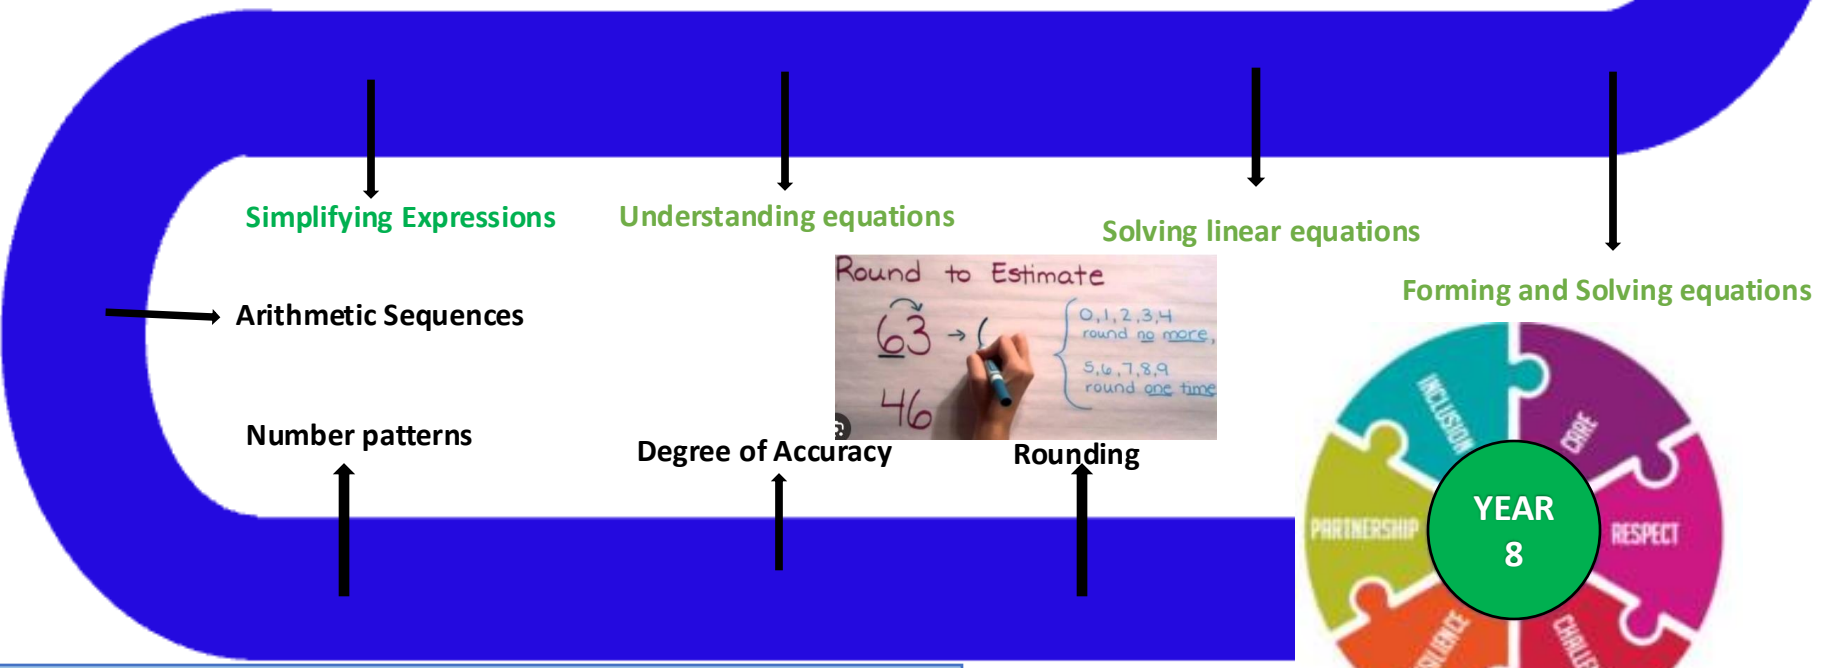 Simplifying Expressions
Understanding equations
Solving linear equations
Forming and Solving equations
Arithmetic Sequences
Round to Estimate
63 → (
0,1,2,3,4
round no more,
5,6,7,8,9
round one time
46
Number patterns
Degree of Accuracy
Rounding
INCLUSION
CARE
PARTNERSHIP
YEAR
8
RESPECT